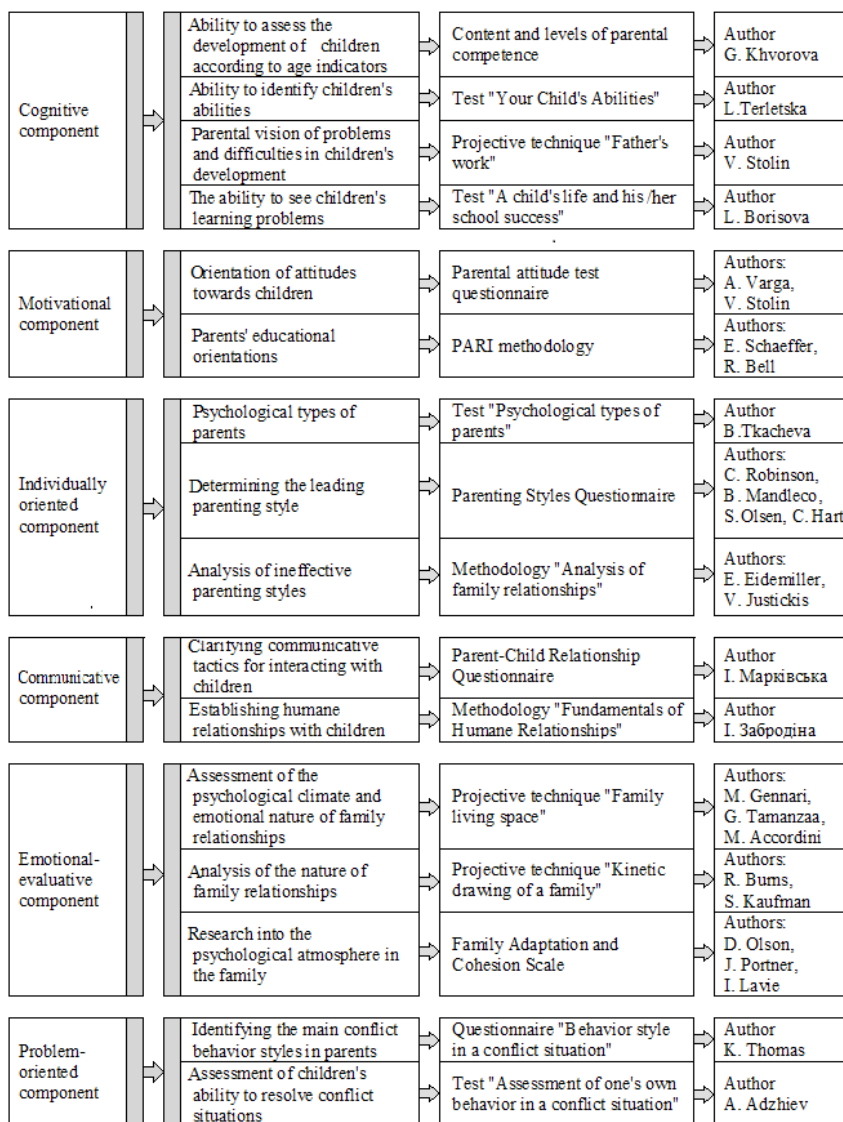 Cognitive
component
Ability to assess the
development of children
according to age indicators
Content and levels of parental
competence
Author
G. Khvorova
Ability to identify children's
abilities
Test "Your Child's Abilities"
Author
L.Terletska
Parental vision of problems
and difficulties in children's
development
Projective technique "Father's
work"
Author
V. Stolin
The ability to see children's
learning problems
Test "A child's life and his /her
school success"
Author
L. Borisova
Motivational
component
Orientation of attitudes
towards children
Parental attitude test
questionnaire
Authors:
A. Varga,
V. Stolin
Parents' educational
orientations
PARI methodology
Authors:
E. Schaeffer,
R. Bell
Individually
oriented
component
Psychological types of
parents
Test "Psychological types of
parents"
Author
B.Tkacheva
Determining the leading
parenting style
Parenting Styles Questionnaire
Authors:
C. Robinson,
B. Mandleco,
S.Olsen, C. Hart
Analysis of ineffective
parenting styles
Methodology "Analysis of
family relationships"
Authors:
E. Eidemiller,
V. Justickis
Communicative
component
Clarifying communicative
tactics for interacting with
children
Parent-Child Relationship
Questionnaire
Author
І. Марківська
Establishing humane
relationships with children
Methodology "Fundamentals of
Humane Relationships"
Author
І. Забродіна
Emotional-
evaluative
component
Assessment of the
psychological climate and
emotional nature of family
relationships
Projective technique "Family
living space"
Authors:
M. Gennari,
G. Tamanzaa,
M. Accordini
Analysis of the nature of
family relationships
Projective technique "Kinetic
drawing of a family"
Authors:
R. Burns,
S. Kaufman
Research into the
psychological atmosphere in
the family
Family Adaptation and
Cohesion Scale
Authors:
D. Olson,
J. Portner,
I. Lavie
Problem-
oriented
component
Identifying the main conflict
behavior styles in parents
Questionnaire "Behavior style
in a conflict situation"
Author
K. Thomas
Assessment of children's
ability to resolve conflict
situations
Test "Assessment of one's own
behavior in a conflict situation"
Author
A. Adzhiev